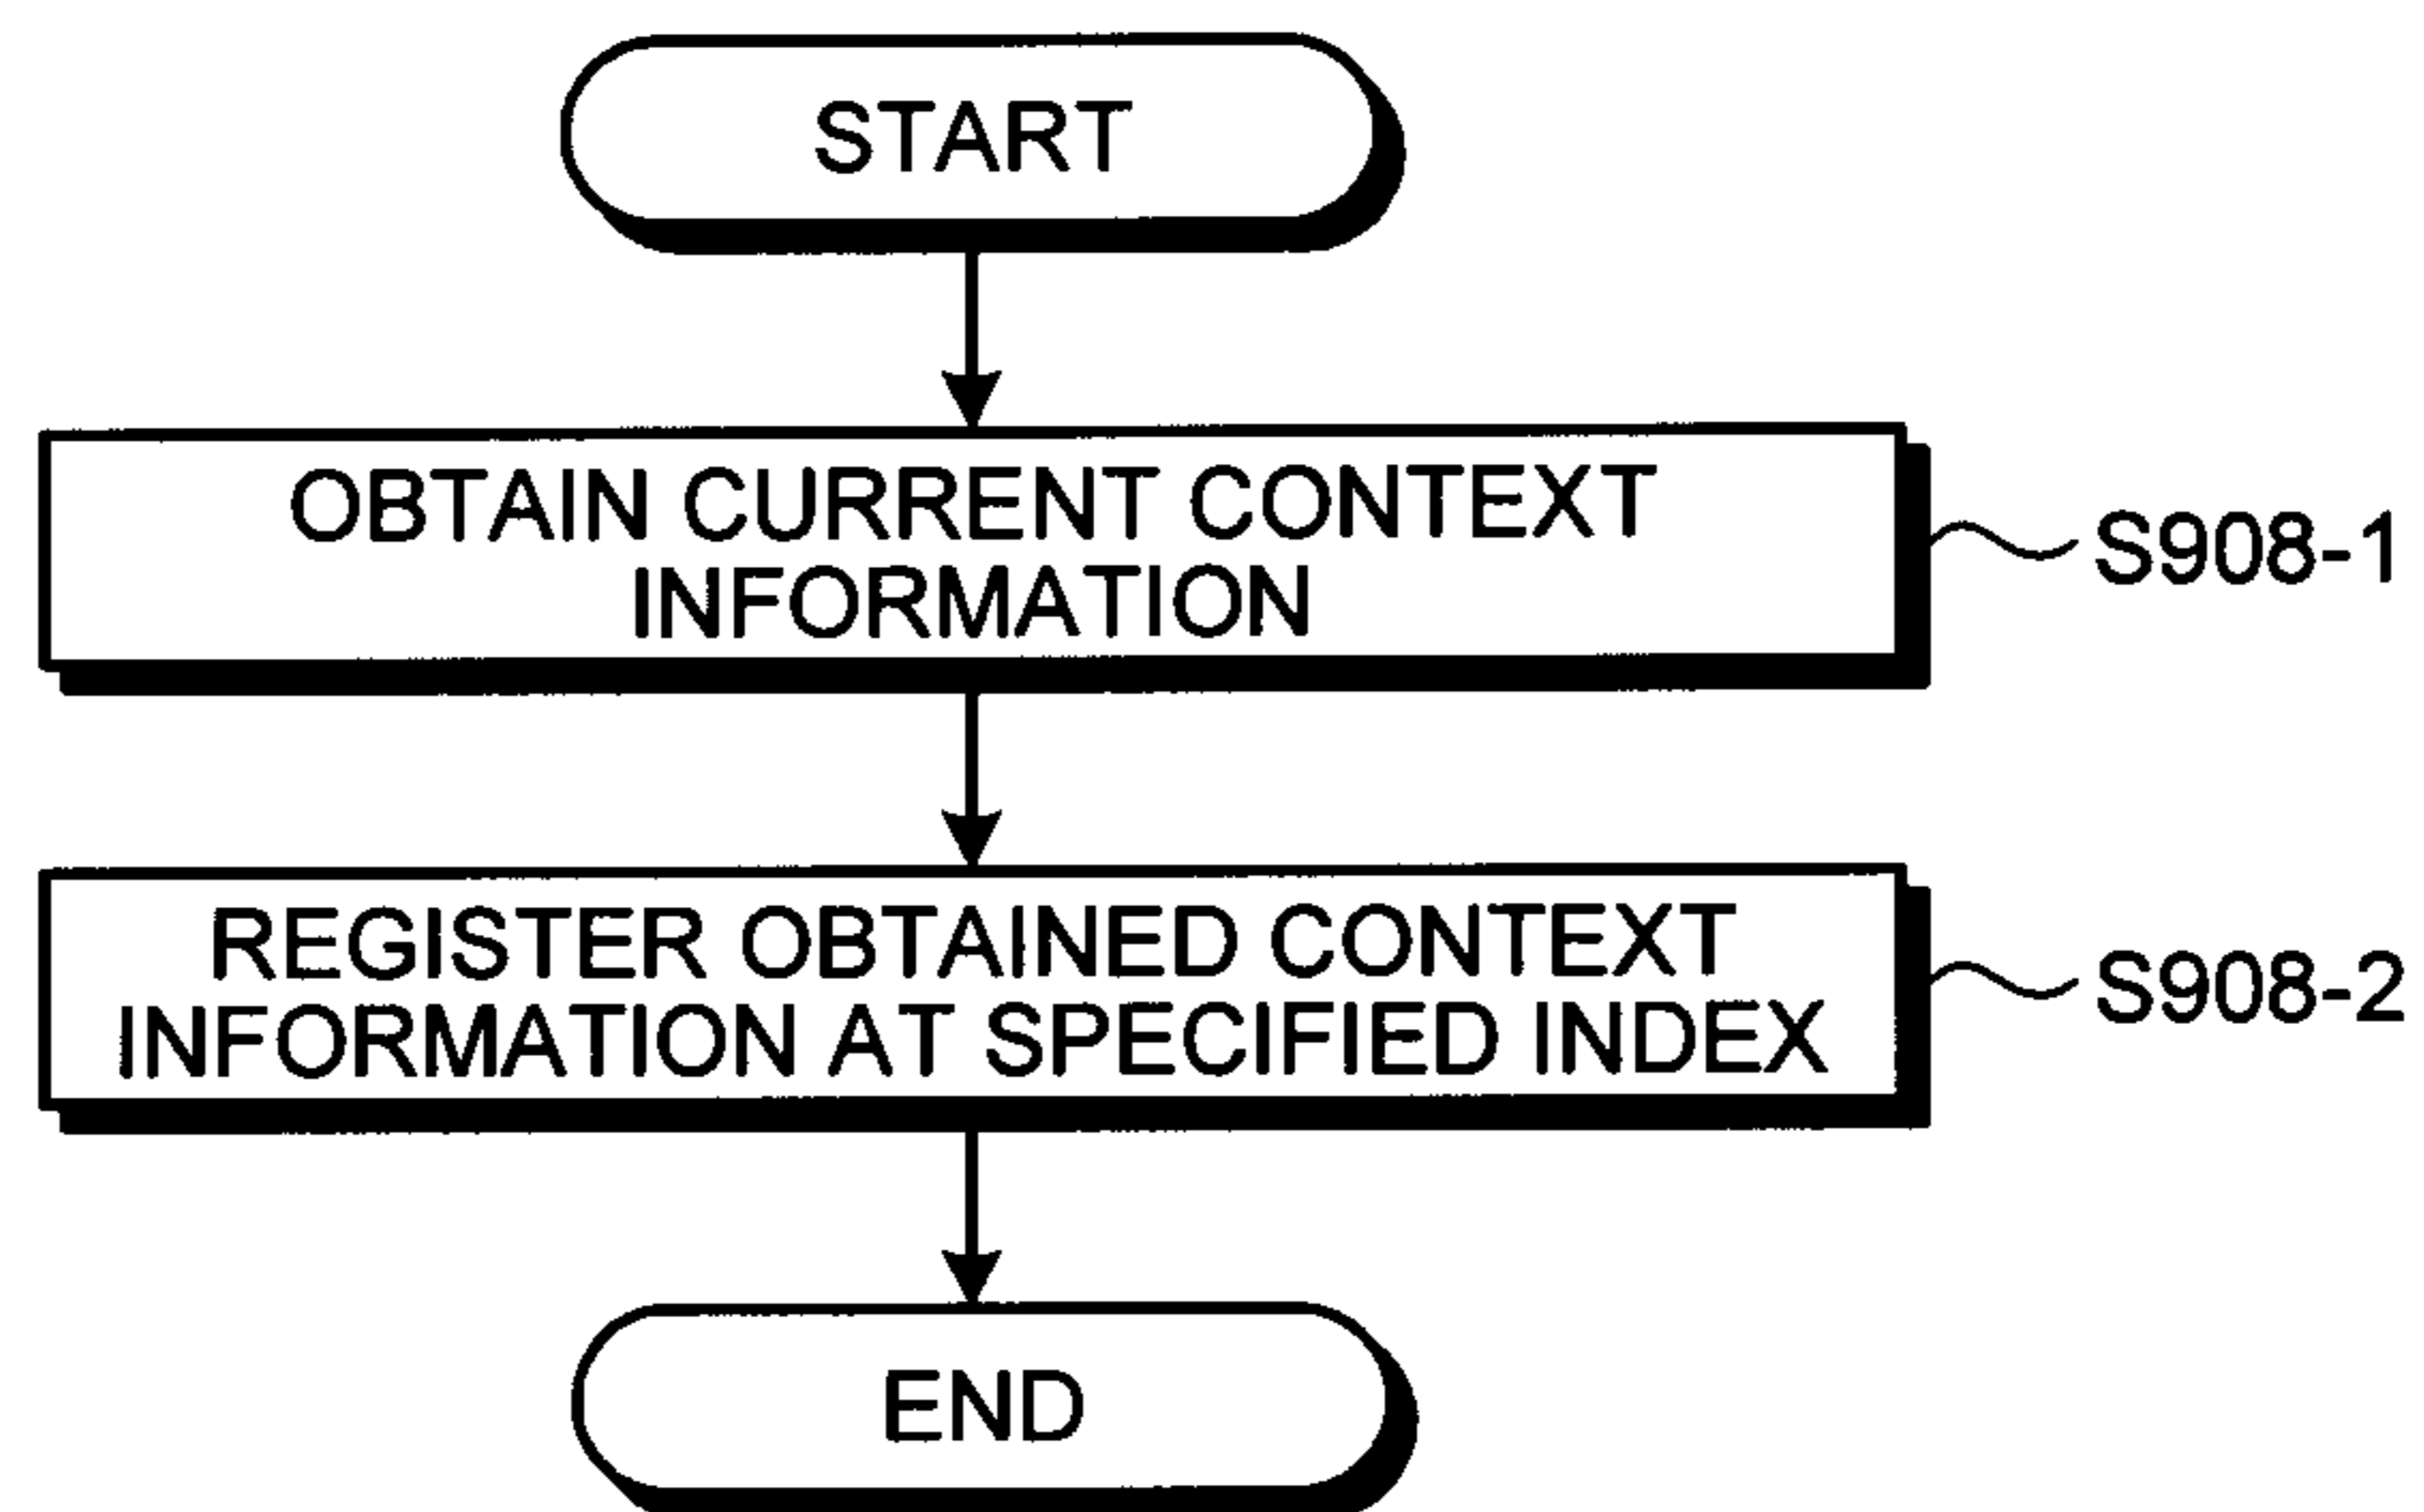 START
OBTAIN CURRENT CONTEXT
INFORMATION
S908-1
REGISTER OBTAINED CONTEXT
INFORMATION AT SPECIFIED INDEX
S908-2
END